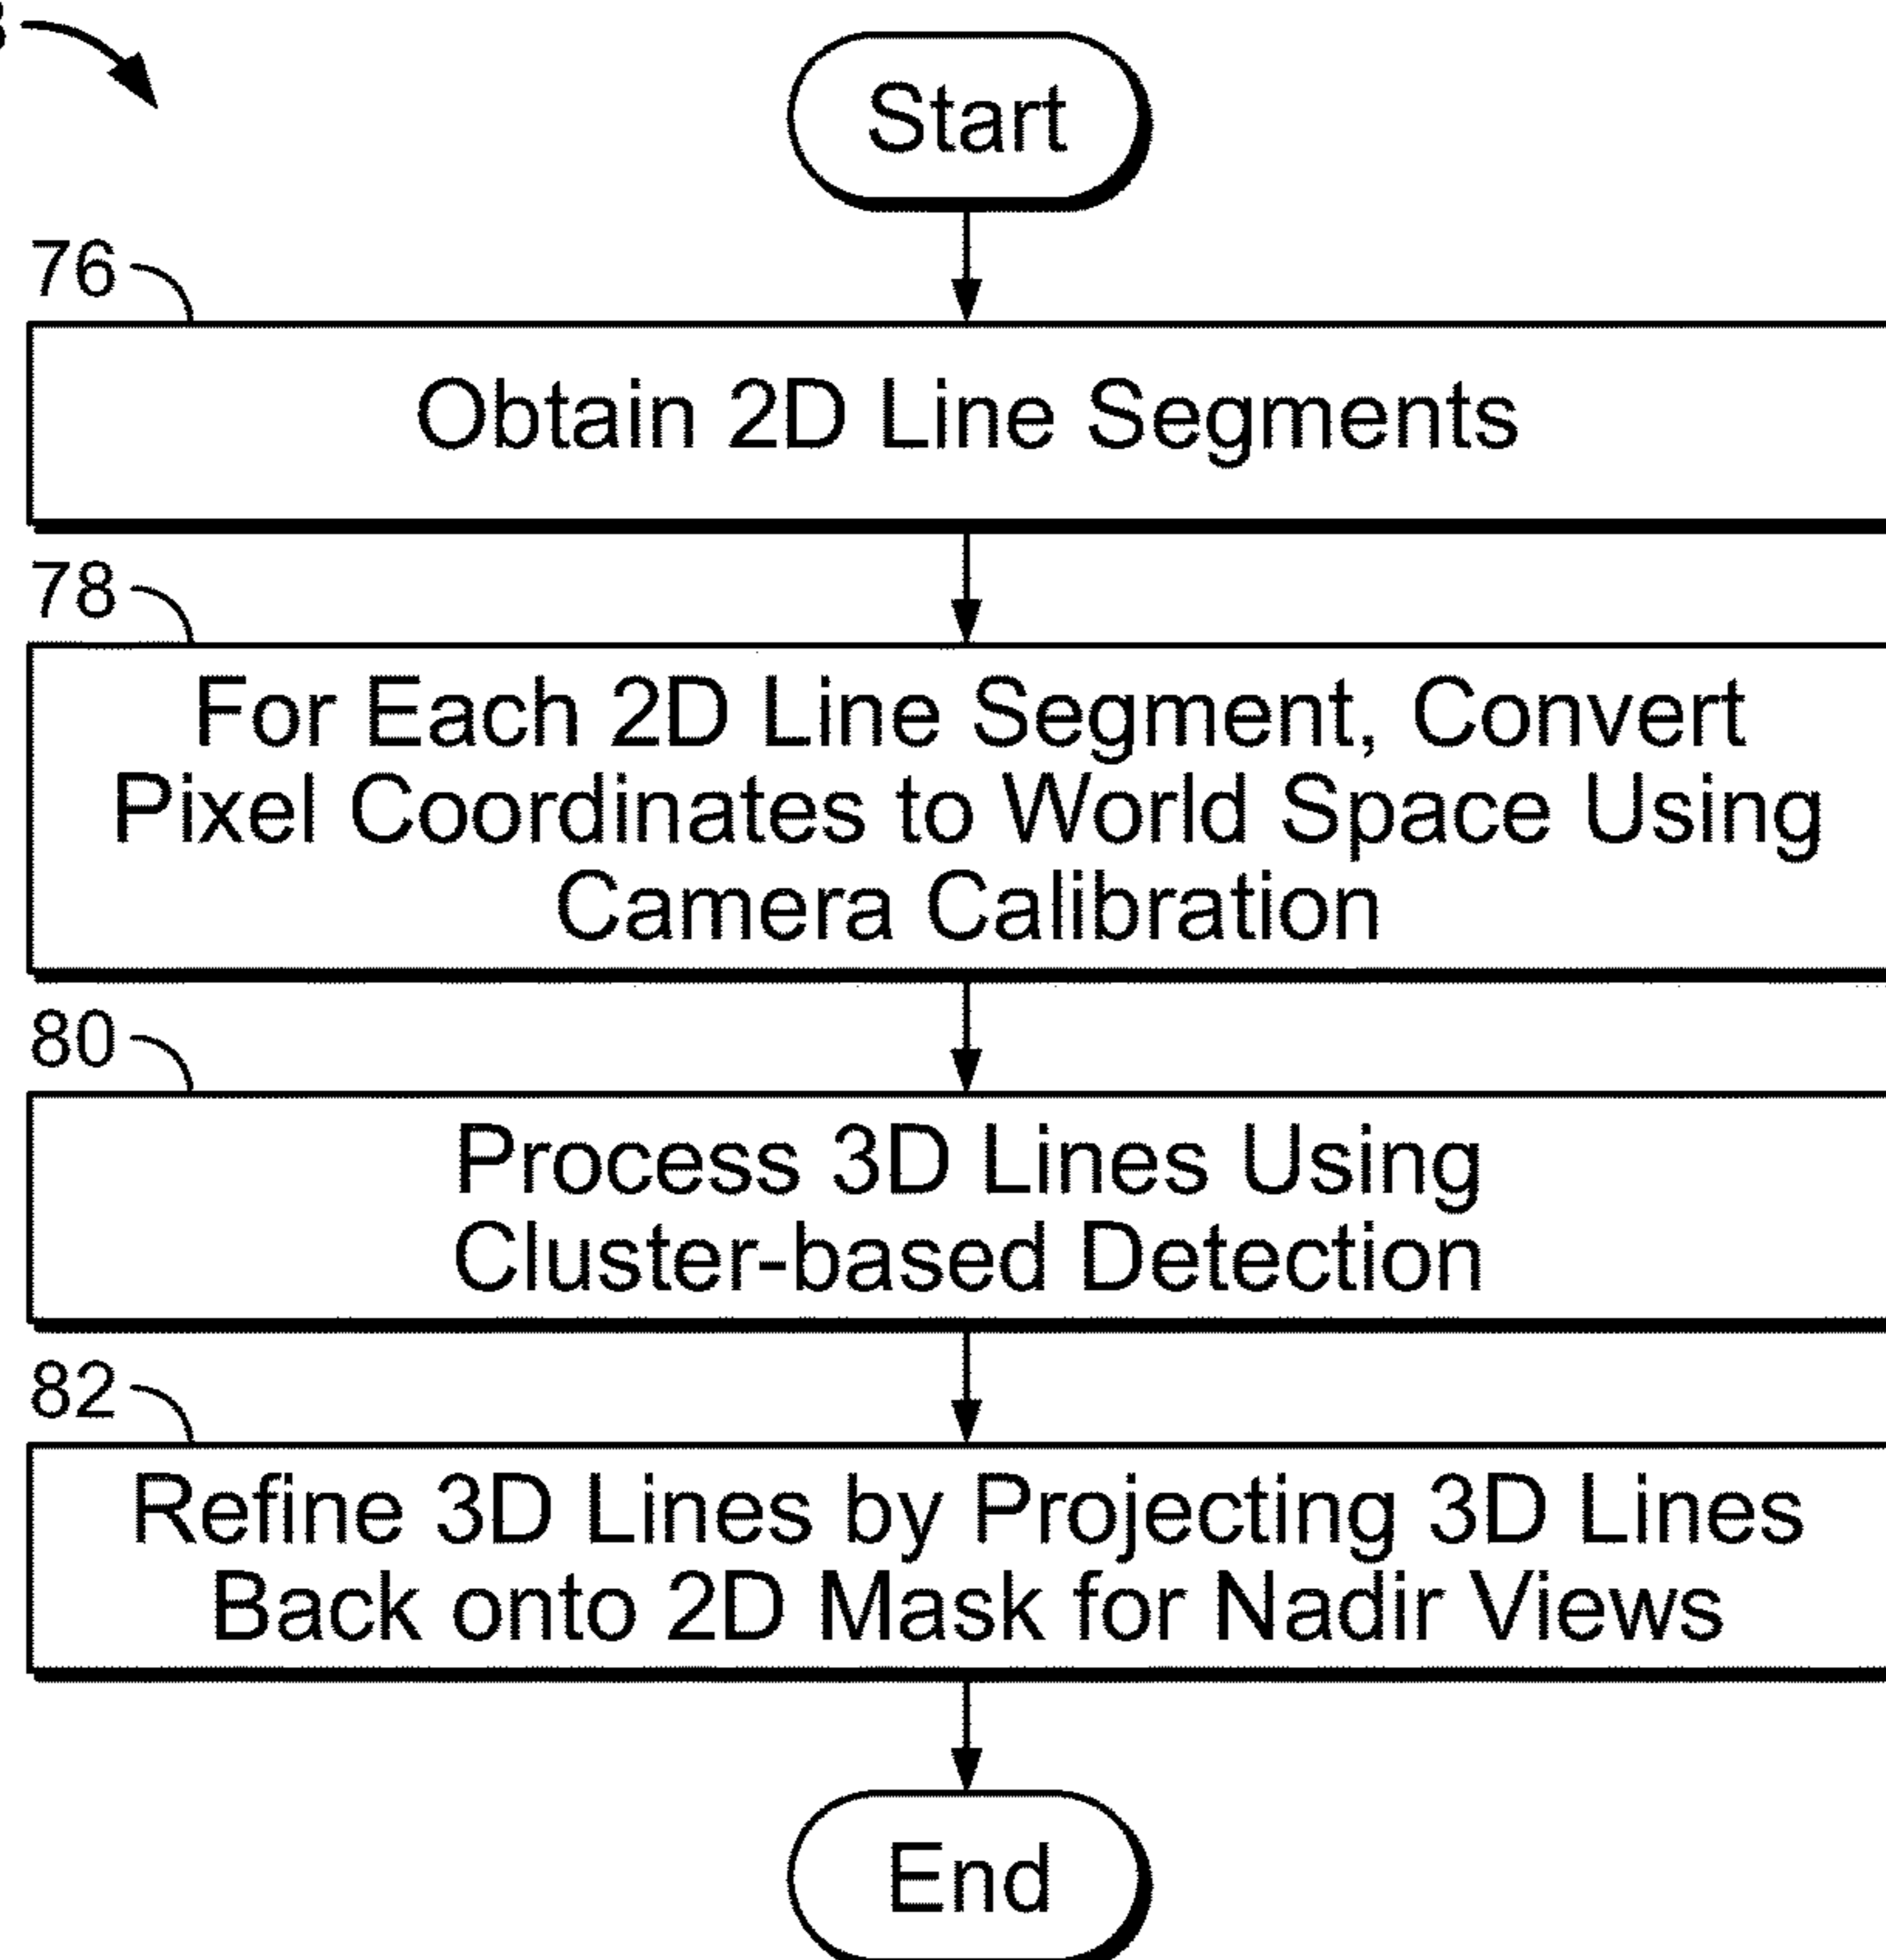 Start
76
Obtain 2D Line Segments
78
For Each 2D Line Segment, Convert
Pixel Coordinates to World Space Using
Camera Calibration
80
Process 3D Lines Using
Cluster-based Detection
82
Refine 3D Lines by Projecting 3D Lines
Back onto 2D Mask for Nadir Views
End